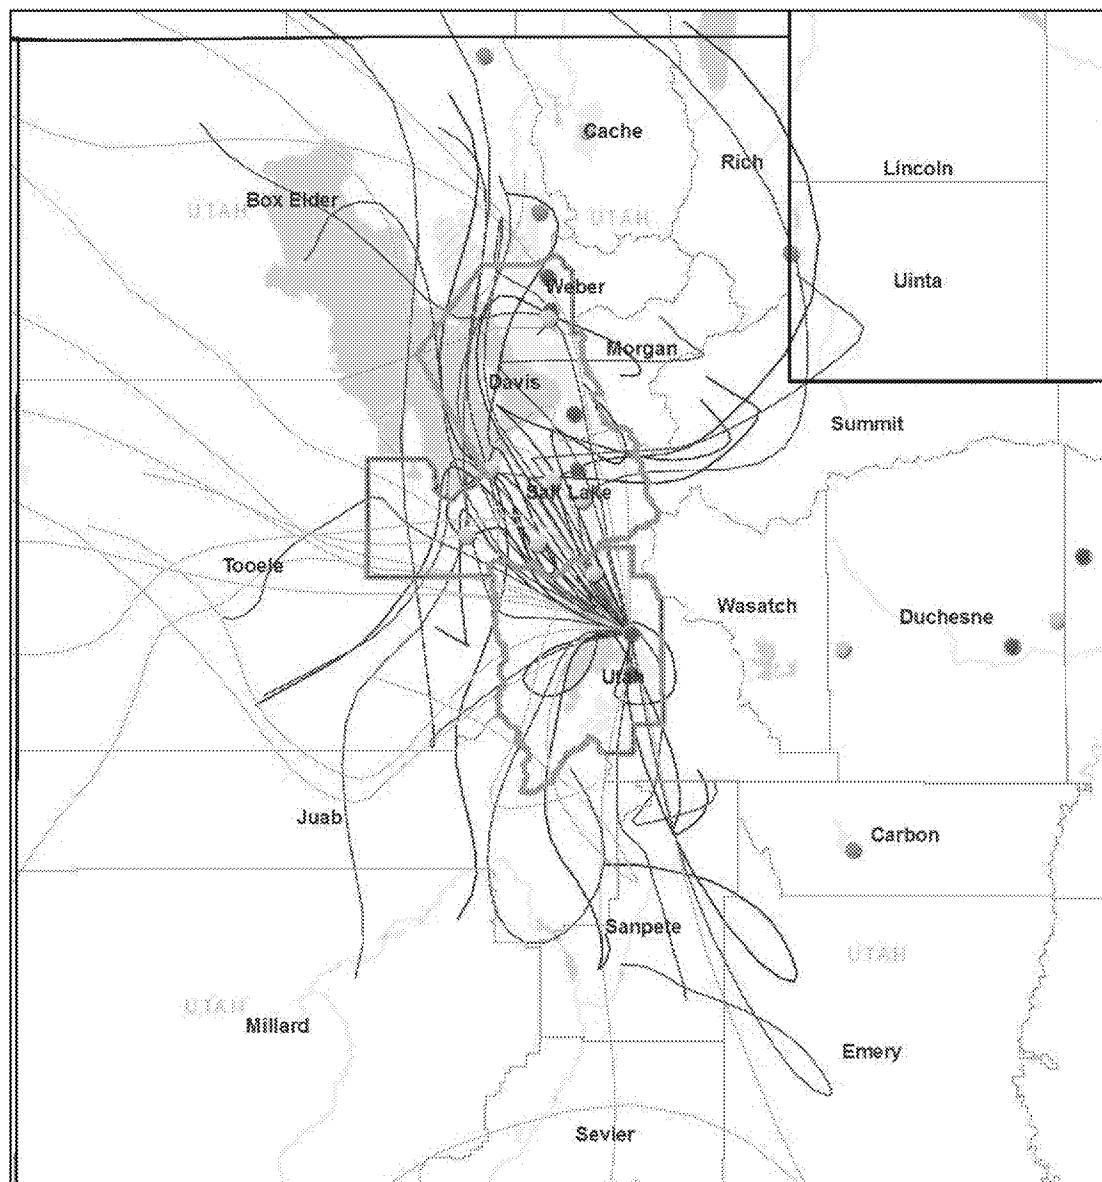 Cache
Rich
Lincoln
Box Elder
UTAH
UTAH
Uinta
Weber
Morgan
Davis
Summit
Salt Lake
Tooele
Wasatch
Duchesne
Utah
Juab
Carbon
Sanpete
UTAH
UTAH
Millard
Emery
Sevier